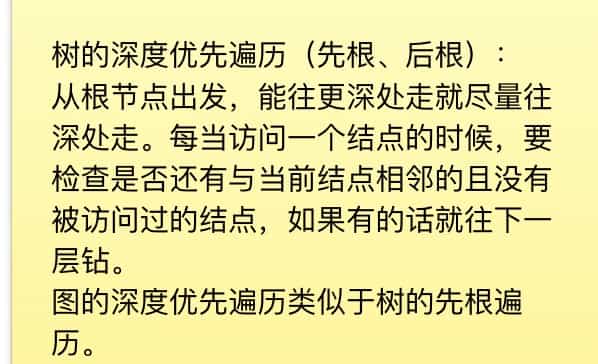 树的深度优先遍历（先根、后根）：
从根节点出发，能往更深处走就尽量往
深处走。每当访问一个结点的时候，要
检查是否还有与当前结点相邻的且没有
被访问过的结点，如果有的话就往下一
层钻。
图的深度优先遍历类似于树的先根遍
历。